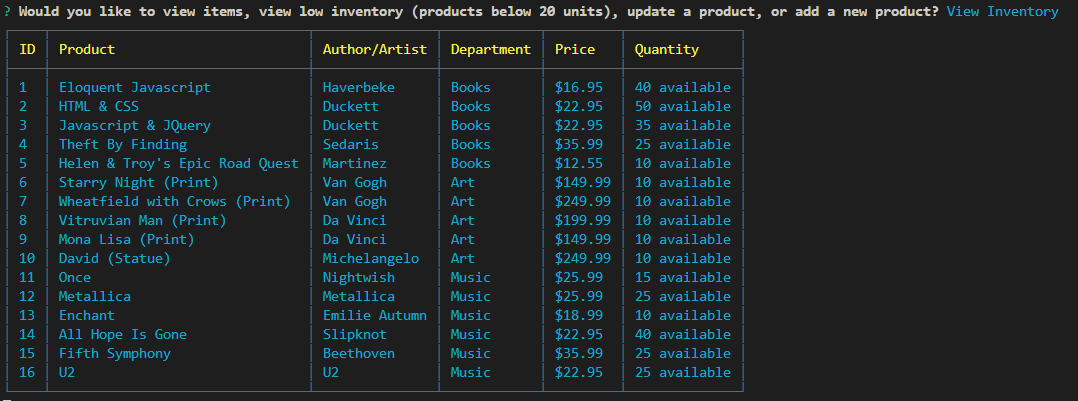 ? Would you like to view items, view low inventory (products below 20 units), update a product, or add a new product? View Inventory
ID Product Author/Artist Department Price Quantity
1 Eloquent Javascript Haverbeke Books $16.95 40 available
2 HTML & CSS Duckett Books $22.95 50 available
3 Javascript & JQuery Duckett Books $22.95 35 available
4 Theft By Finding Sedaris Books $35.99 25 available
5 Helen & Troy's Epic Road Quest Martinez Books $12.55 10 available
6 Starry Night (Print) Van Gogh Art $149.99 10 available
7 Wheatfield with Crows (Print) Van Gogh Art $249.99 10 available
8 Vitruvian Man (Print) Da Vinci Art $199.99 10 available
9 Mona Lisa (Print) Da Vinci Art $149.99 10 available
10 David (Statue) Michelangelo Art $249.99 10 available
11 Once Nightwish Music $25.99 15 available
12 Metallica Metallica Music $25.99 25 available
13 Enchant Emilie Autumn Music $18.99 10 available
14 All Hope Is Gone Slipknot Music $22.95 40 available
15 Fifth Symphony Beethoven Music $35.99 25 available
16 U2 U2 Music $22.95 25 available